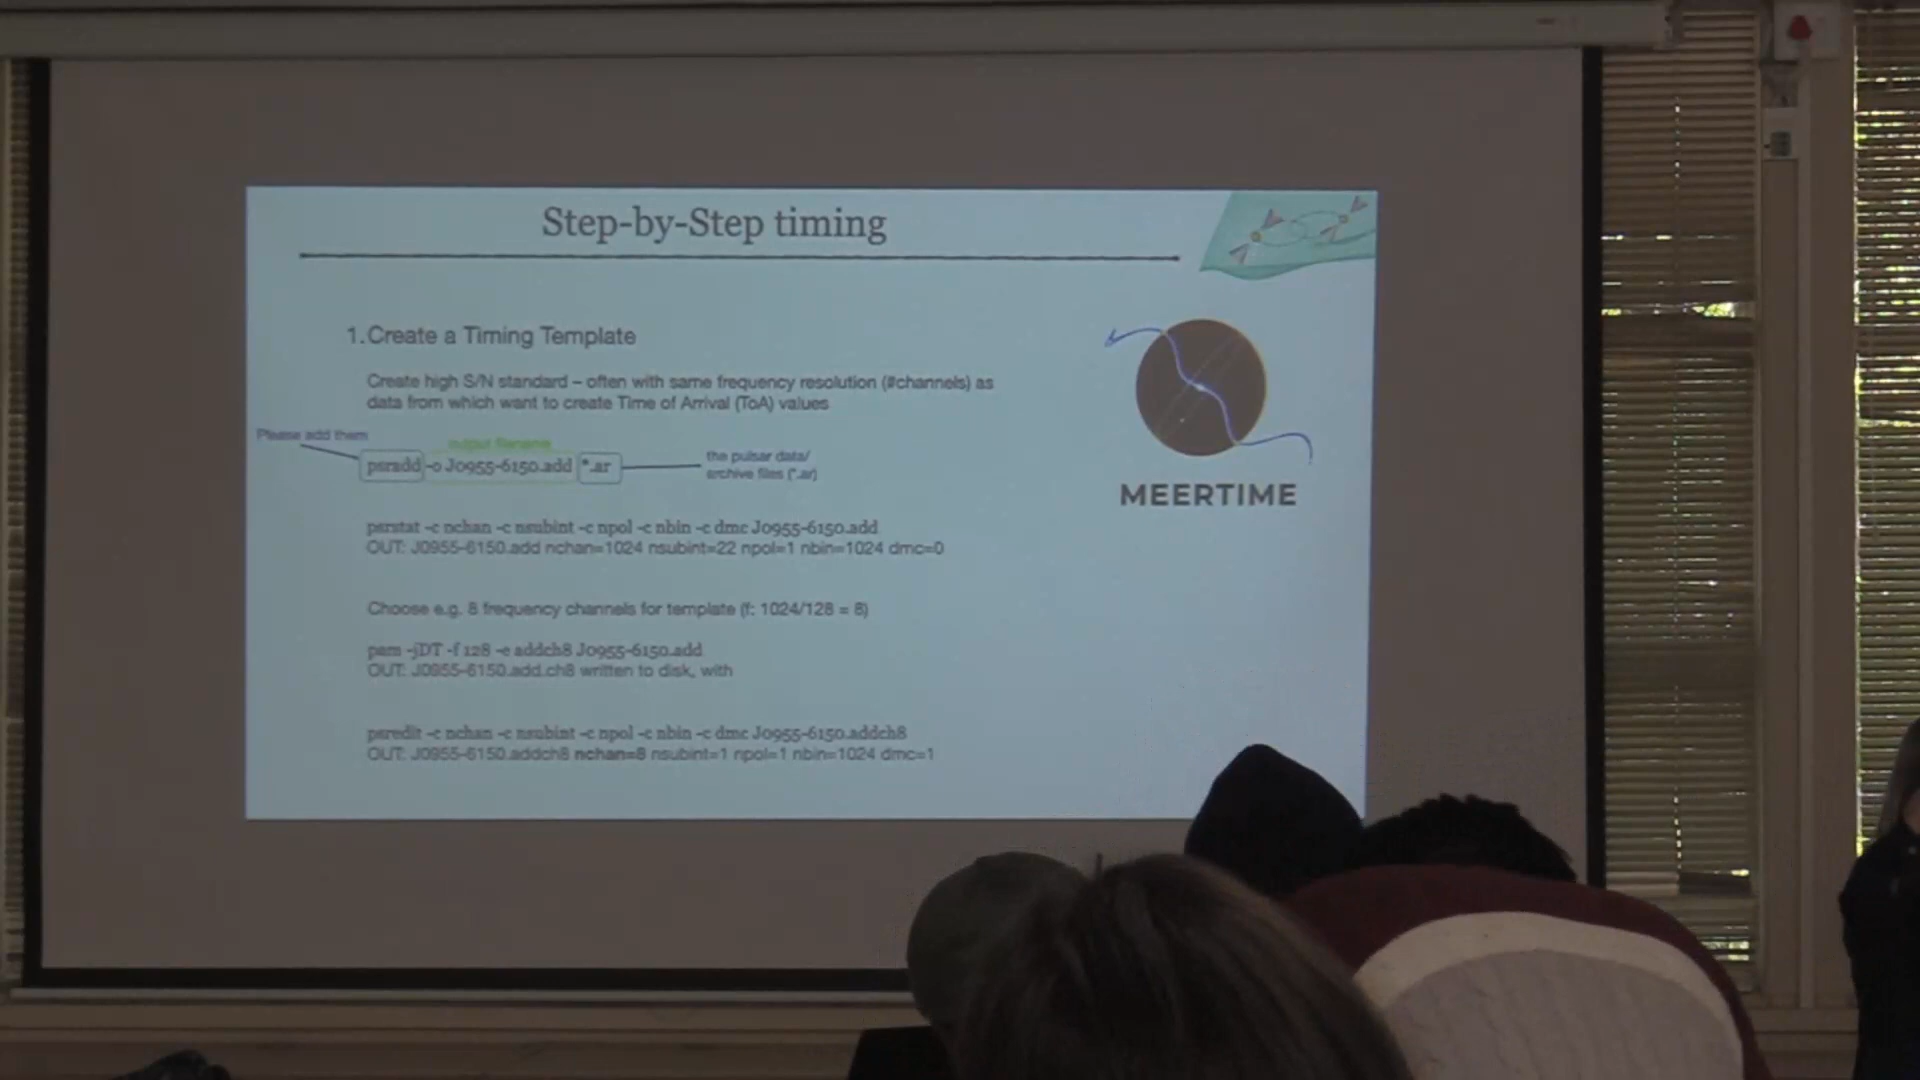 Step-by-Step timing
1. Create a Timing Template
Create high S/N standard – often with same frequency resolution (#channels) as
data from which want to create Time of Arrival (ToA) values
Please add them
output filename
psradd -o J0955-6150.add *.ar
the pulsar data/
archive files (*.ar)
MEERTIME
psrstat -c nchan -c nsubint -c npol -c nbin -c dmc J0955-6150.add
OUT: J0955-6150.add nchan=1024 nsubint=22 npol=1 nbin=1024 dmc=0
Choose e.g. 8 frequency channels for template (f: 1024/128 = 8)
pam -jDT -f 128 -e addch8 J0955-6150.add
OUT: J0955-6150.add.ch8 written to disk, with
psredit -c nchan -c nsubint -c npol -c nbin -c dmc J0955-6150.addch8
OUT: J0955-6150.addch8 nchan=8 nsubint=1 npol=1 nbin=1024 dmc=1